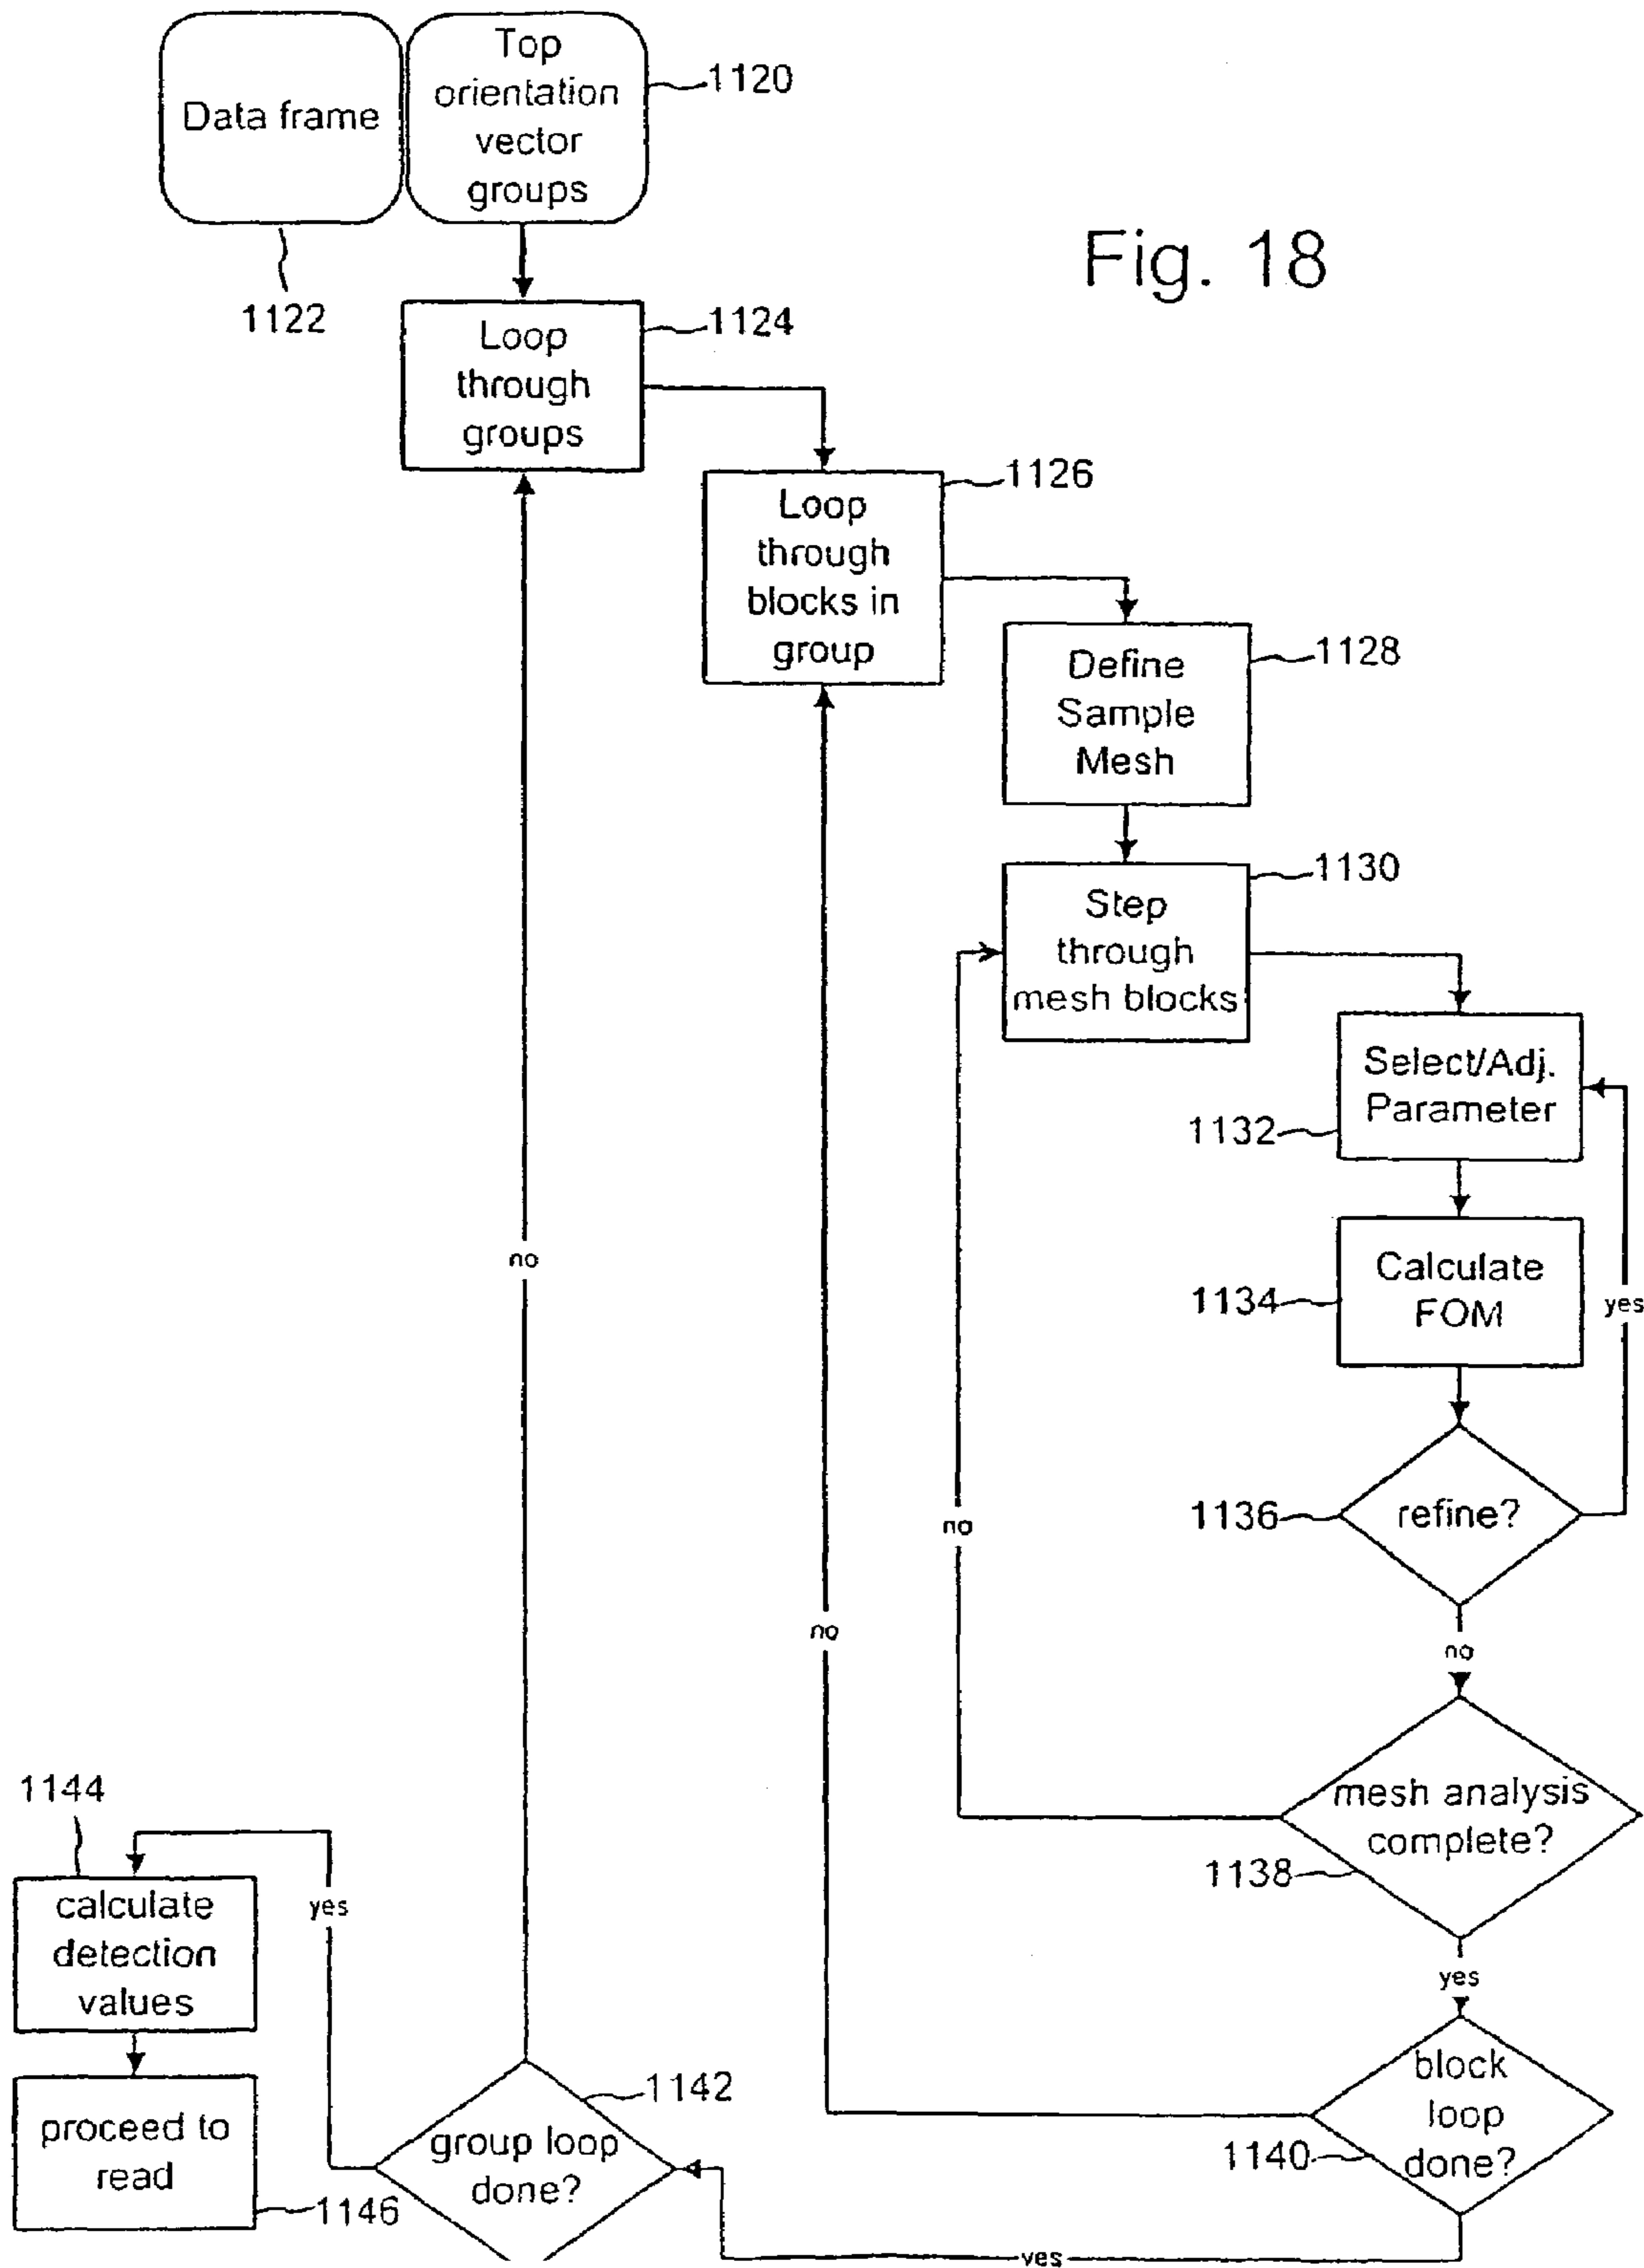 Data frame
Top
orientation
vector
groups
1120
1122
Fig. 18
Loop
through
groups
1124
Loop
through
blocks in
group
1126
Define
Sample
Mesh
1128
Step
through
mesh blocks
1130
Select/Adj.
Parameter
1132
Calculate
FOM
1134
yes
no
refine?
1136
no
no
no
mesh analysis
complete?
1138
yes
1144
calculate
detection
values
yes
block
loop
done?
1140
group loop
done?
1142
proceed to
read
1146
yes